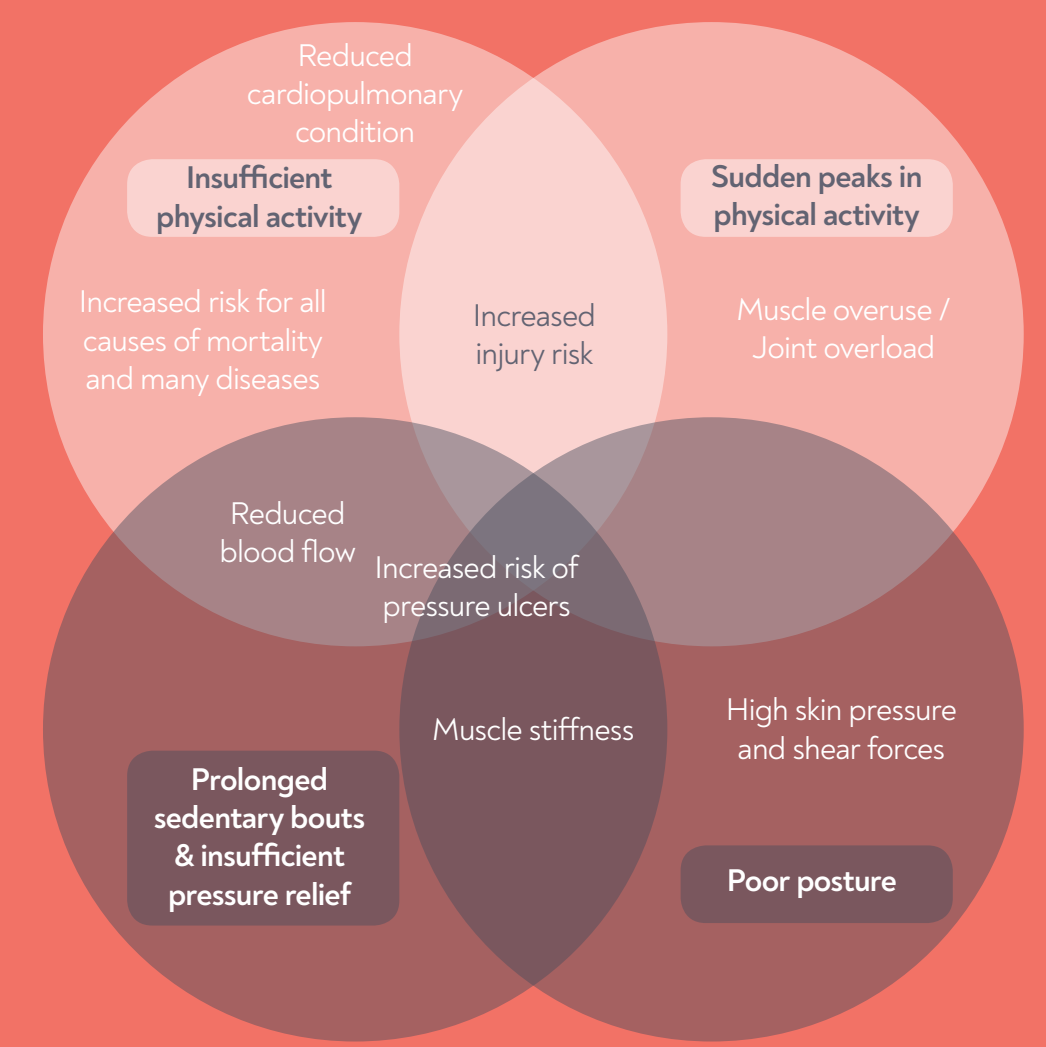 Reduced
cardiopulmonary
condition
Insufficient
physical activity
Sudden peaks in
physical activity
Increased risk for all
causes of mortality
and many diseases
Increased
injury risk
Muscle overuse /
Joint overload
Reduced
blood flow
Increased risk of
pressure ulcers
Muscle stiffness
High skin pressure
and shear forces
Prolonged
sedentary bouts
& insufficient
pressure relief
Poor posture